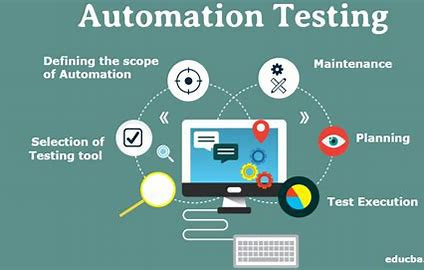 Automation Testing
Defining the scope
of Automation
Maintenance
Selection of
Testing tool
Planning
Test Execution
educba